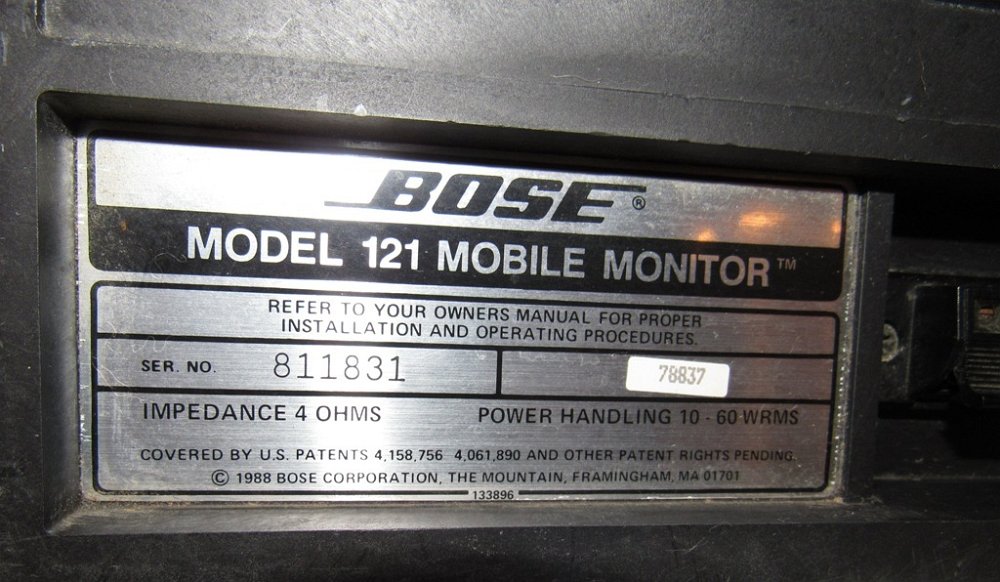 BOSE®
MODEL 121 MOBILE MONITOR™
REFER TO YOUR OWNERS MANUAL FOR PROPER
INSTALLATION AND OPERATING PROCEDURES.
SER. NO. 811831 78837
IMPEDANCE 4 OHMS POWER HANDLING 10 - 60 WRMS
COVERED BY U.S. PATENTS 4,158,756 4,061,890 AND OTHER PATENT RIGHTS PENDING.
© 1988 BOSE CORPORATION, THE MOUNTAIN, FRAMINGHAM, MA 01701
133896